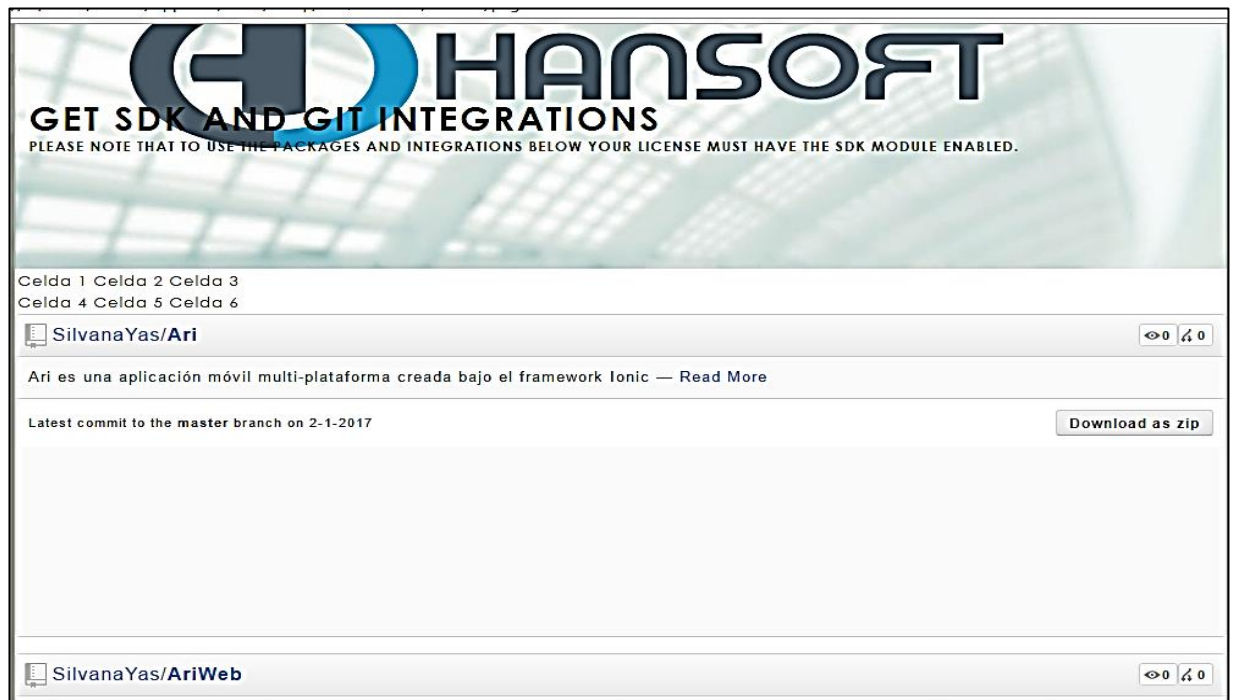 HANSOFT
GET SDK AND GIT INTEGRATIONS
PLEASE NOTE THAT TO USE THE PACKAGES AND INTEGRATIONS BELOW YOUR LICENSE MUST HAVE THE SDK MODULE ENABLED.
Celda 1 Celda 2 Celda 3
Celda 4 Celda 5 Celda 6
SilvanaYas/Ari 0 0
Ari es una aplicación móvil multi-plataforma creada bajo el framework Ionic — Read More
Latest commit to the master branch on 2-1-2017 Download as zip
SilvanaYas/AriWeb 0 0